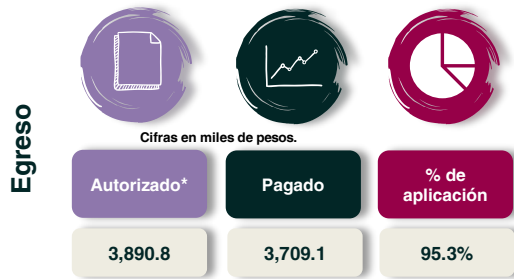 Egreso
Cifras en miles de pesos.
Autorizado*
Pagado
% de
aplicación
3,890.8
3,709.1
95.3%